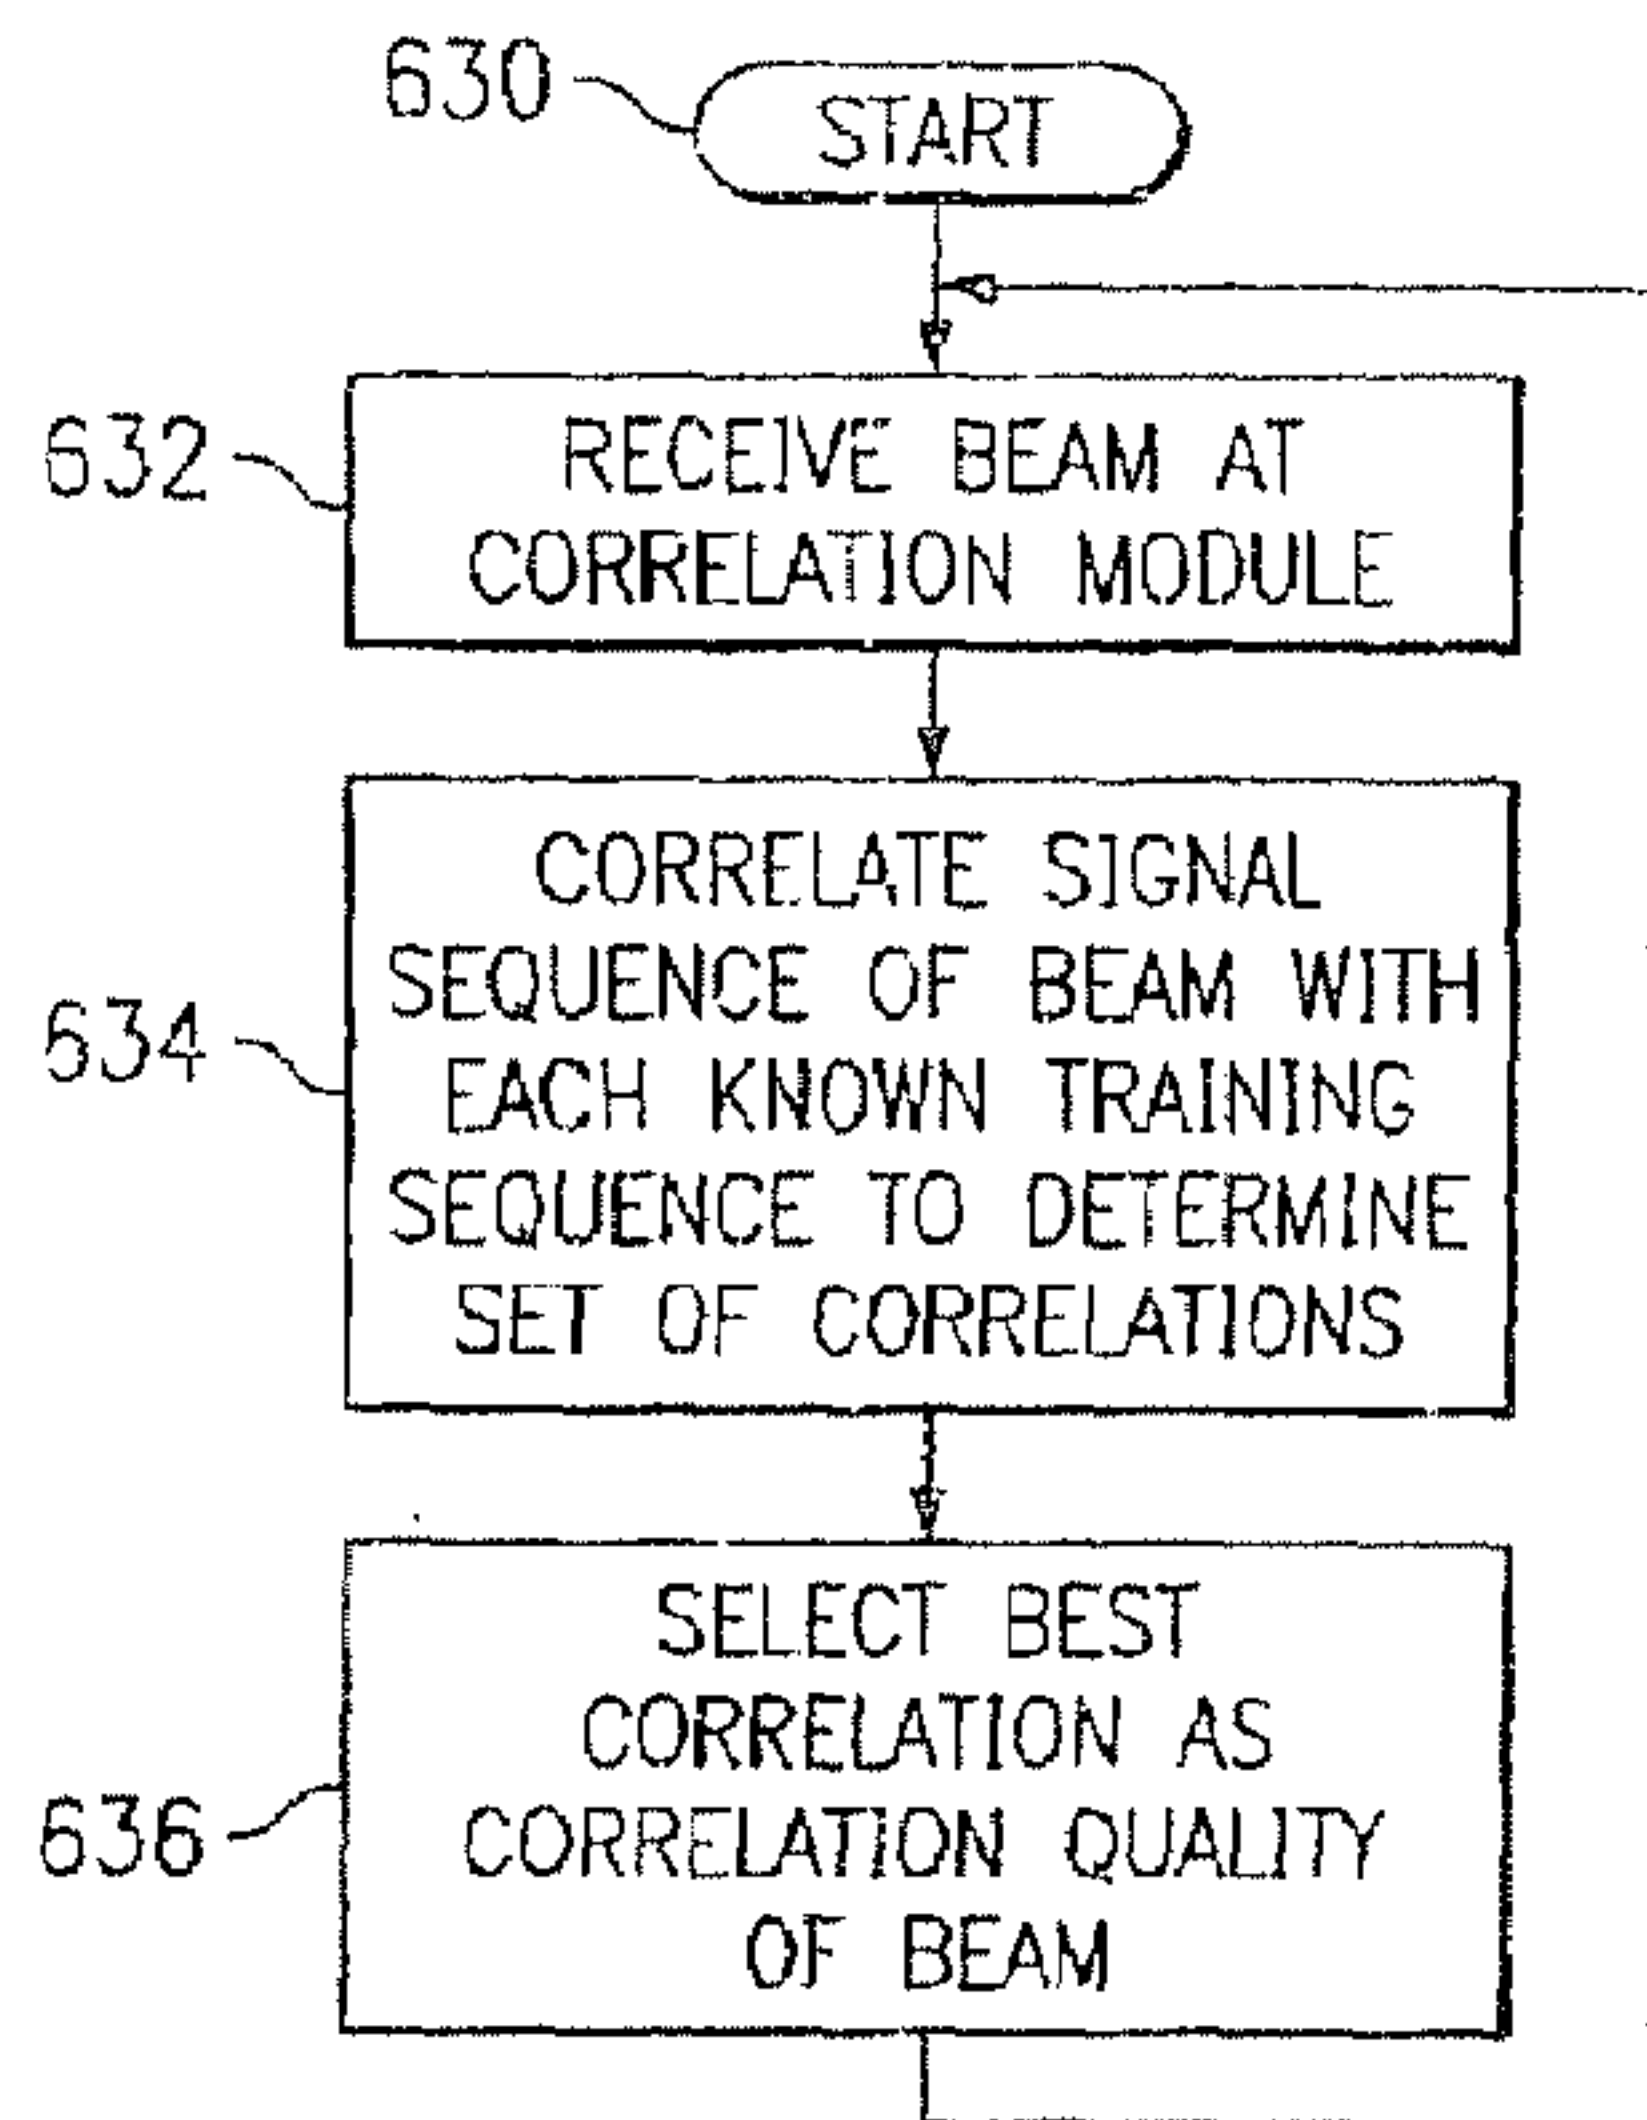 630
START
632
RECEIVE BEAM AT
CORRELATION MODULE
634
CORRELATE SIGNAL
SEQUENCE OF BEAM WITH
EACH KNOWN TRAINING
SEQUENCE TO DETERMINE
SET OF CORRELATIONS
636
SELECT BEST
CORRELATION AS
CORRELATION QUALITY
OF BEAM